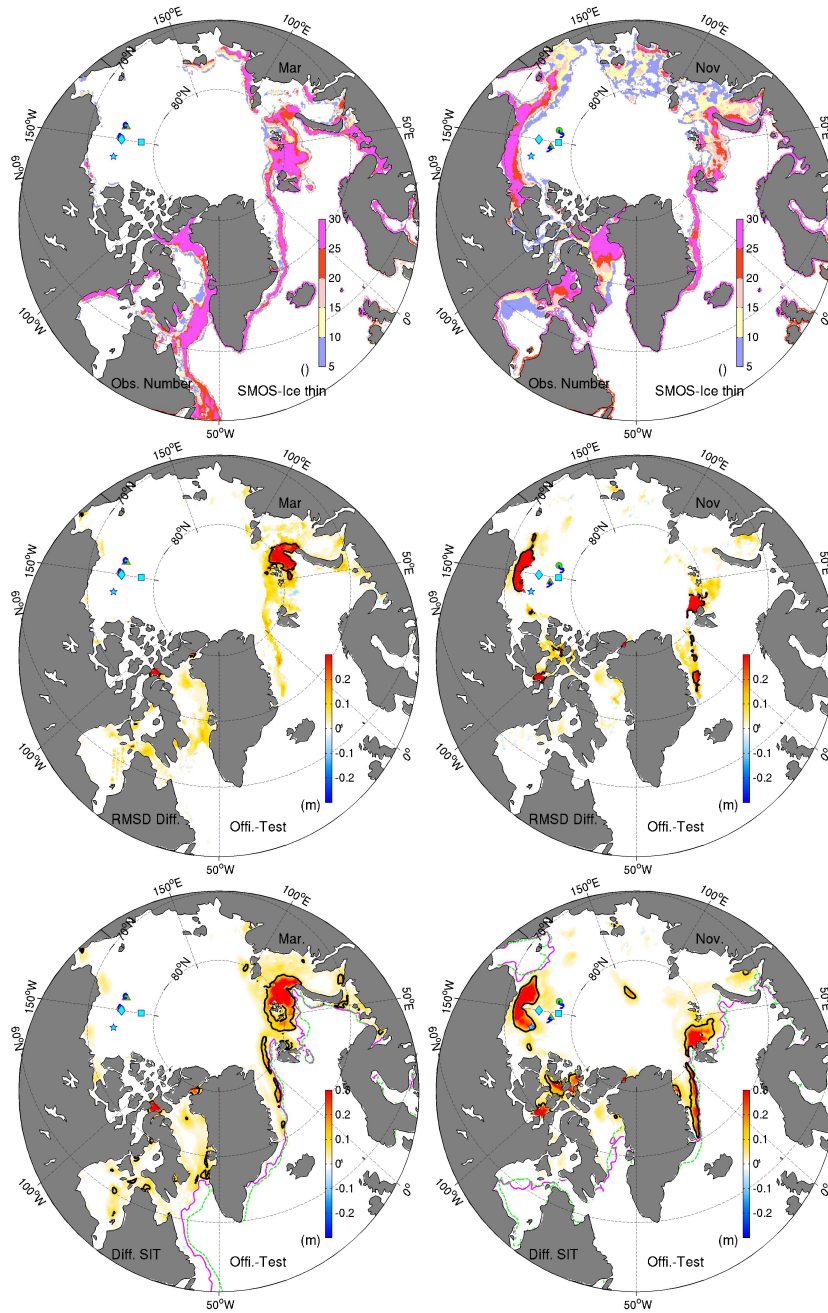 150°E
100°E
Mar
70°N
80°N
150°W
60°N
50°E
30
25
20
15
10
5
()
100°W
0°
Obs. Number
SMOS-Ice thin
50°W
150°E
100°E
Nov
70°N
80°N
150°W
60°N
50°E
30
25
20
15
10
5
()
100°W
0°
Obs. Number
SMOS-Ice thin
50°W
150°E
100°E
Mar
70°N
80°N
150°W
60°N
50°E
0.2
0.1
0
-0.1
-0.2
(m)
100°W
0°
RMSD Diff.
Offi.-Test
50°W
150°E
100°E
Nov
70°N
80°N
150°W
60°N
50°E
0.2
0.1
0
-0.1
-0.2
(m)
100°W
0°
RMSD Diff.
Offi.-Test
50°W
150°E
100°E
Mar.
70°N
80°N
150°W
60°N
50°E
0.3
0.2
0.1
0
-0.1
-0.2
(m)
100°W
0°
Diff. SIT
Offi.-Test
50°W
150°E
100°E
Nov.
70°N
80°N
150°W
60°N
50°E
0.3
0.2
0.1
0
-0.1
-0.2
(m)
100°W
0°
Diff. SIT
Offi.-Test
50°W